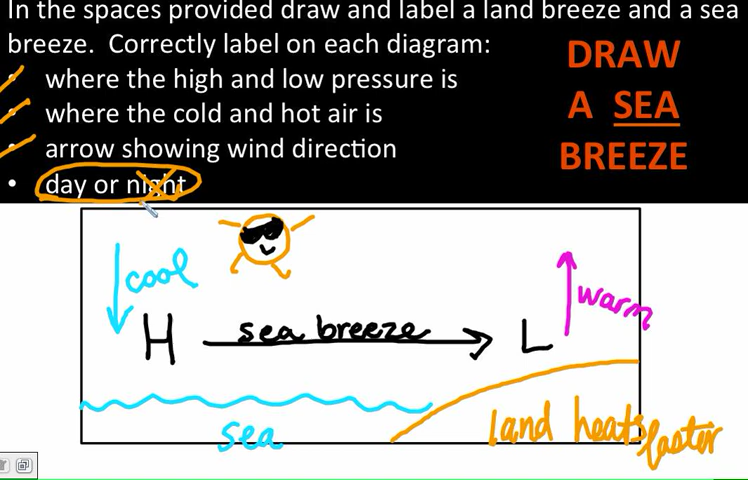 In the spaces provided draw and label a land breeze and a sea
breeze. Correctly label on each diagram:
• where the high and low pressure is
• where the cold and hot air is
• arrow showing wind direction
• day or night
DRAW
A SEA
BREEZE
cool
warm
H sea breeze L
sea
land heats faster